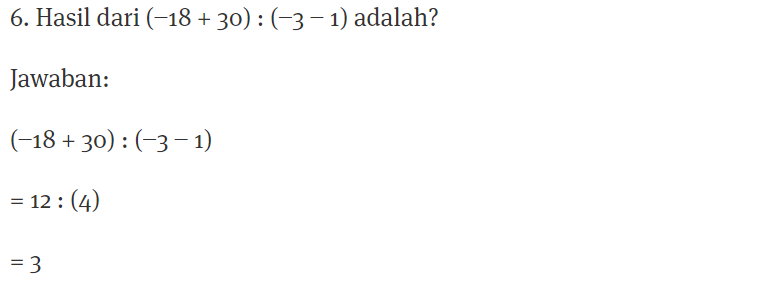 6. Hasil dari (−18 + 30) : (−3 – 1) adalah?
Jawaban:
(−18 + 30) : (−3 – 1)
= 12 : (4)
= 3